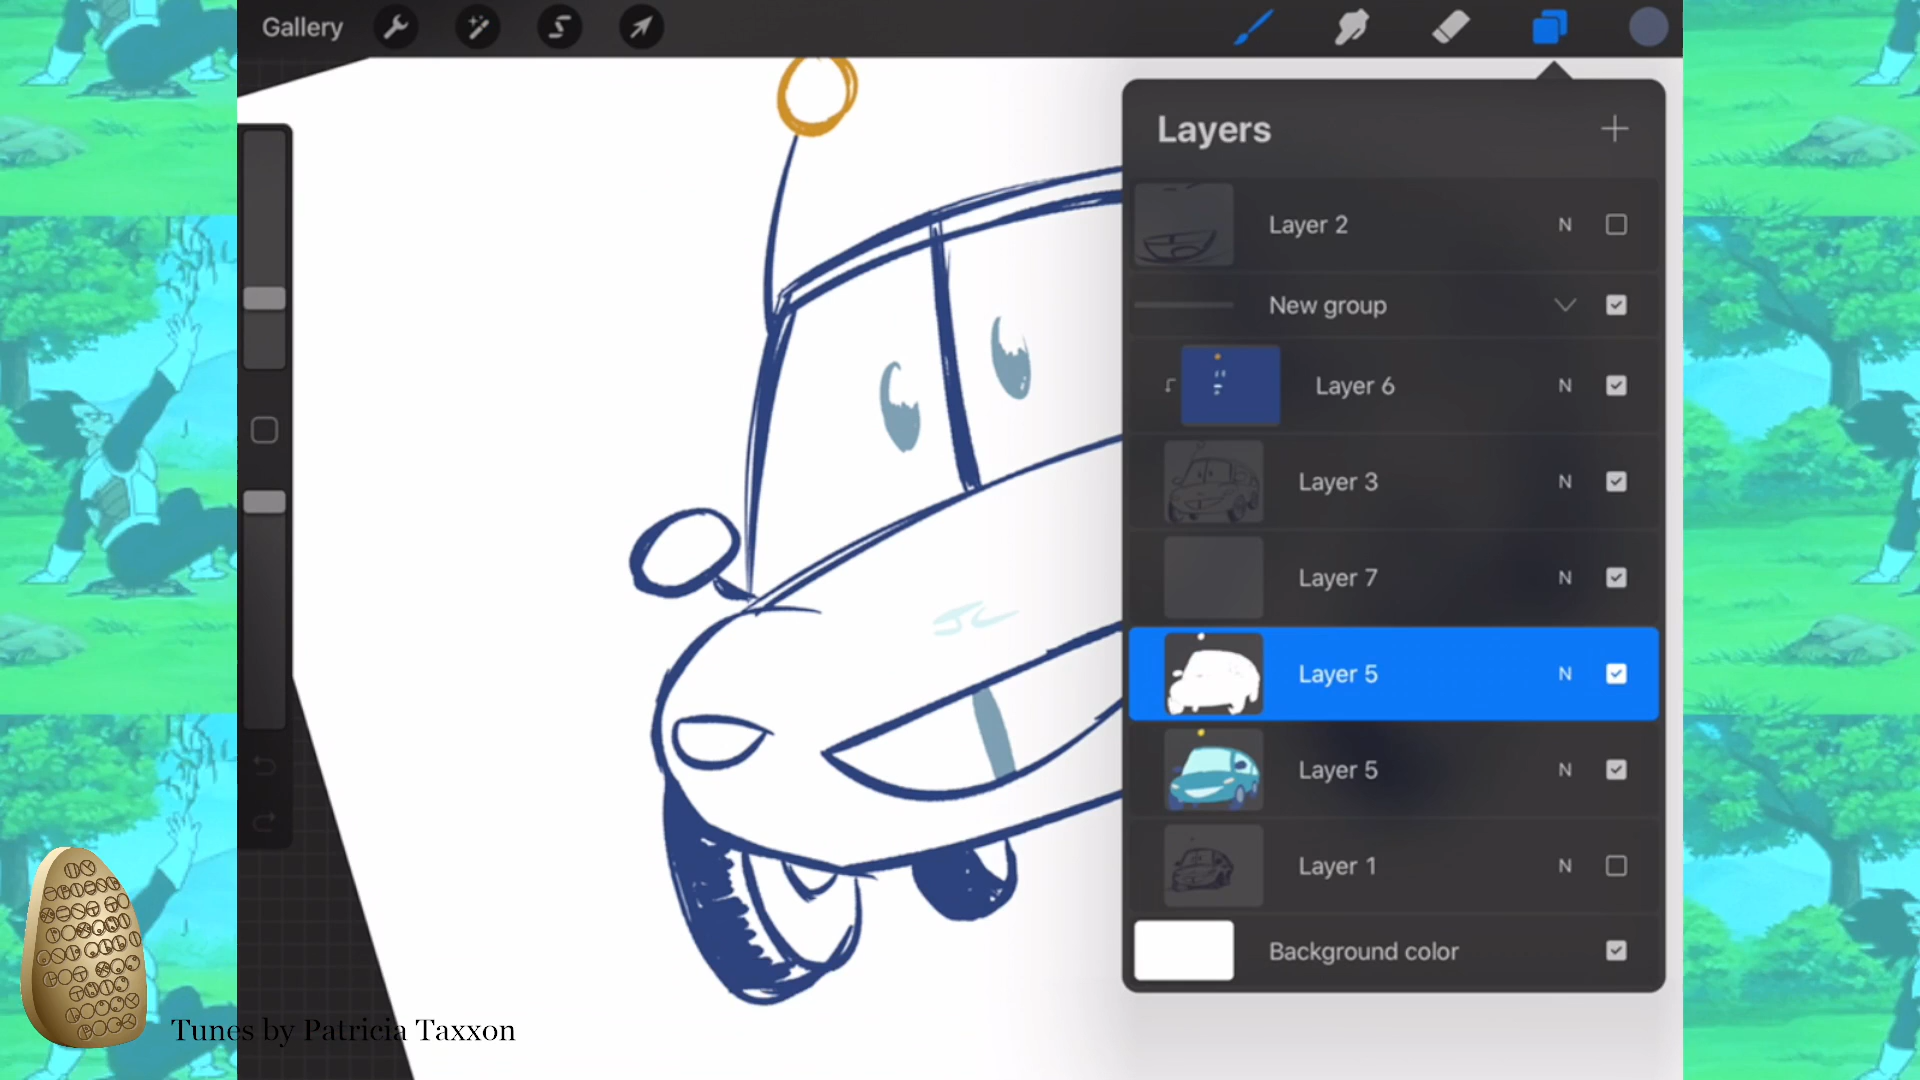 Gallery
Layers
Layer 2 N
New group
Layer 6 N
Layer 3 N
Layer 7 N
Layer 5 N
Layer 5 N
Layer 1 N
Background color
Tunes by Patricia Taxxon